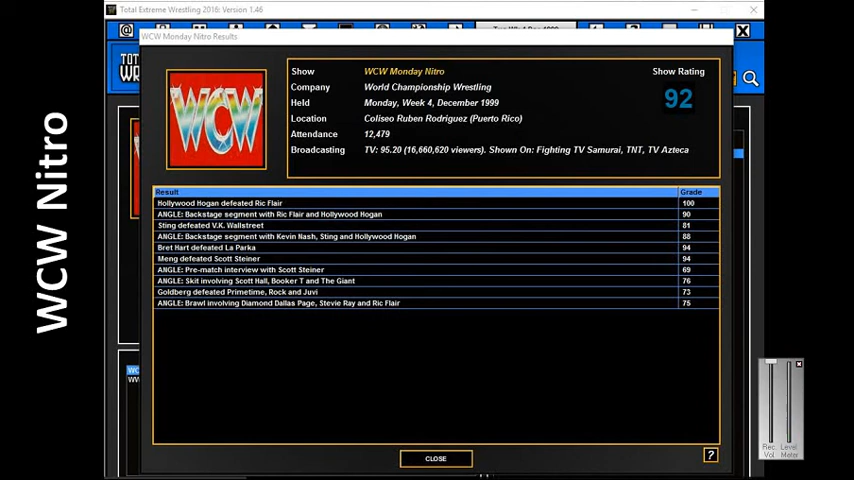 Total Extreme Wrestling 2016: Version 1.46
WCW Monday Nitro Results
WCW Nitro
WCW
Show WCW Monday Nitro
Company World Championship Wrestling
Held Monday, Week 4, December 1999
Location Coliseo Ruben Rodriguez (Puerto Rico)
Attendance 12,479
Broadcasting TV: 95.20 (16,660,620 viewers). Shown On: Fighting TV Samurai, TNT, TV Azteca
Show Rating
92
Result Grade
Hollywood Hogan defeated Ric Flair 100
ANGLE: Backstage segment with Ric Flair and Hollywood Hogan 90
Sting defeated V.K. Wallstreet 81
ANGLE: Backstage segment with Kevin Nash, Sting and Hollywood Hogan 88
Bret Hart defeated La Parka 94
Meng defeated Scott Steiner 94
ANGLE: Pre-match interview with Scott Steiner 69
ANGLE: Skit involving Scott Hall, Booker T and The Giant 76
Goldberg defeated Primetime, Rock and Juvi 73
ANGLE: Brawl involving Diamond Dallas Page, Stevie Ray and Ric Flair 75
CLOSE
?
Rec. Level
Vol Meter